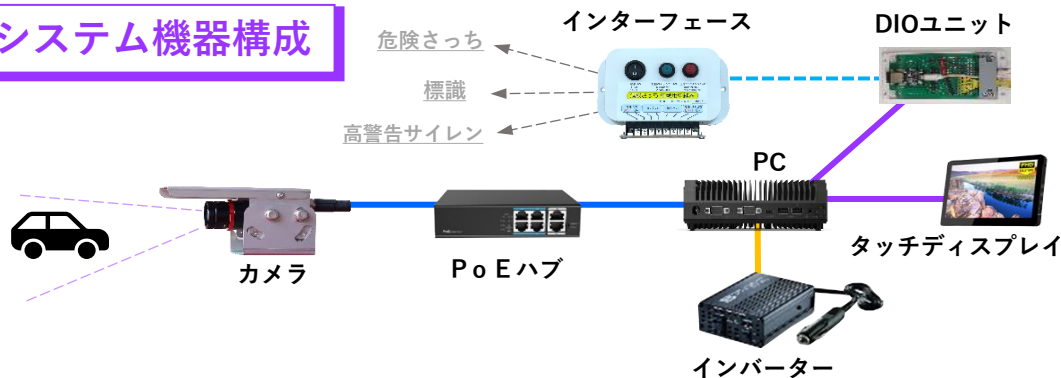 システム機器構成
インターフェース
DIOユニット
危険さっち
標識
高警告サイレン
PC
カメラ
PoEハブ
タッチディスプレイ
インバーター